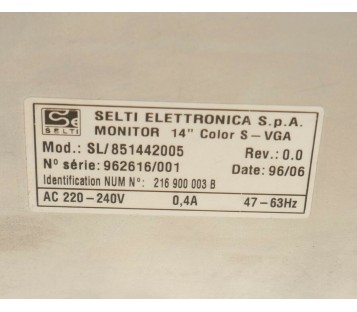 SELTI
SELTI ELETTRONICA S.p.A.
MONITOR 14" Color S-VGA
Mod.: SL/851442005 Rev.: 0.0
N° série: 962616/001 Date: 96/06
Identification NUM N°: 216 900 003 B
AC 220-240V 0,4A 47-63Hz